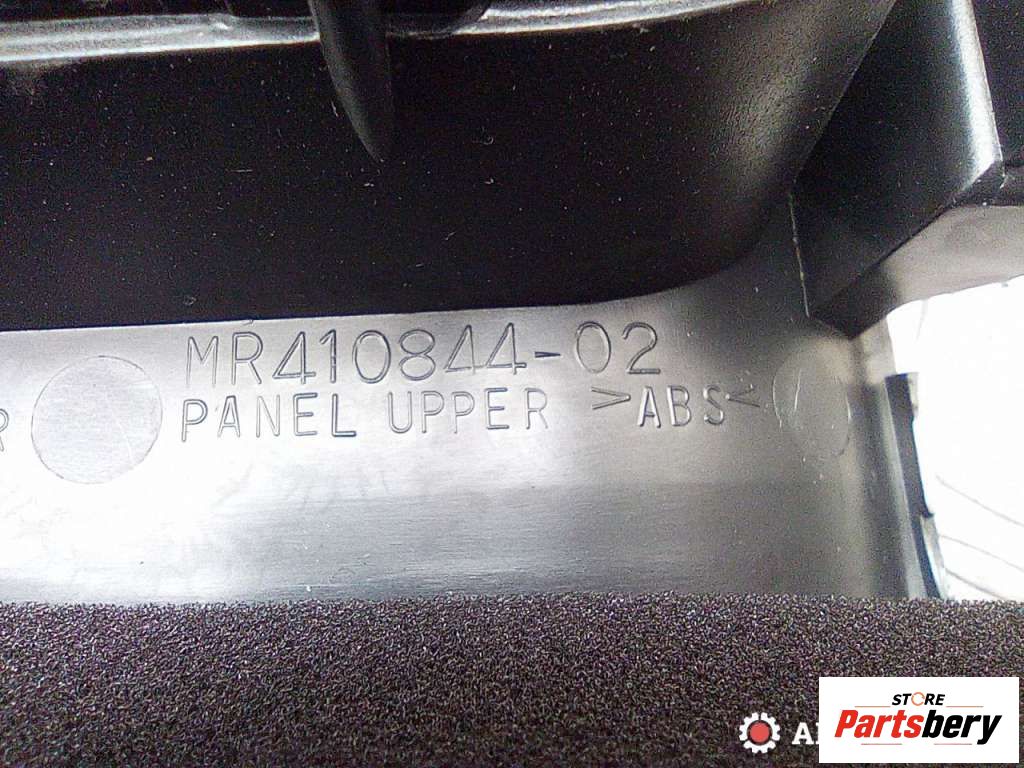 MR410844-02
R PANEL UPPER >ABS<
STORE
Partsbery